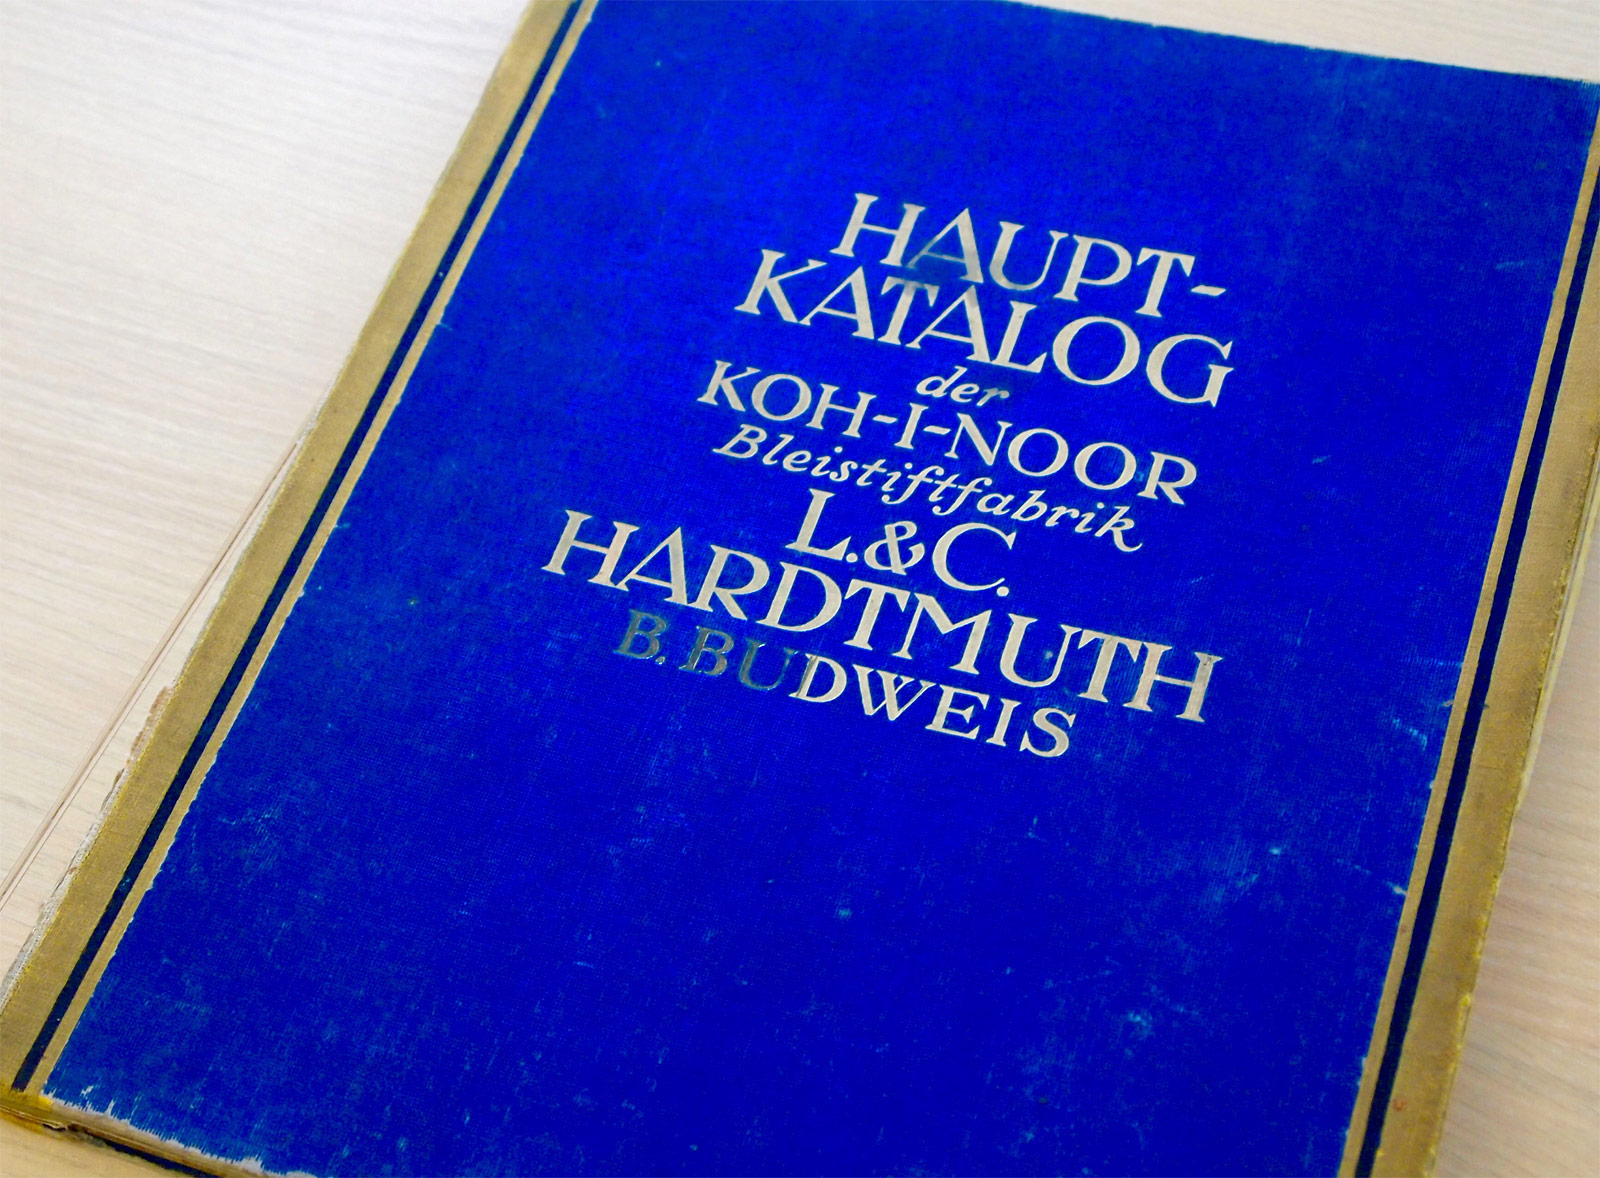 HAUPT-
KATALOG
der
KOH-I-NOOR
Bleistiftfabrik
L.&C.
HARDTMUTH
B.BUDWEIS